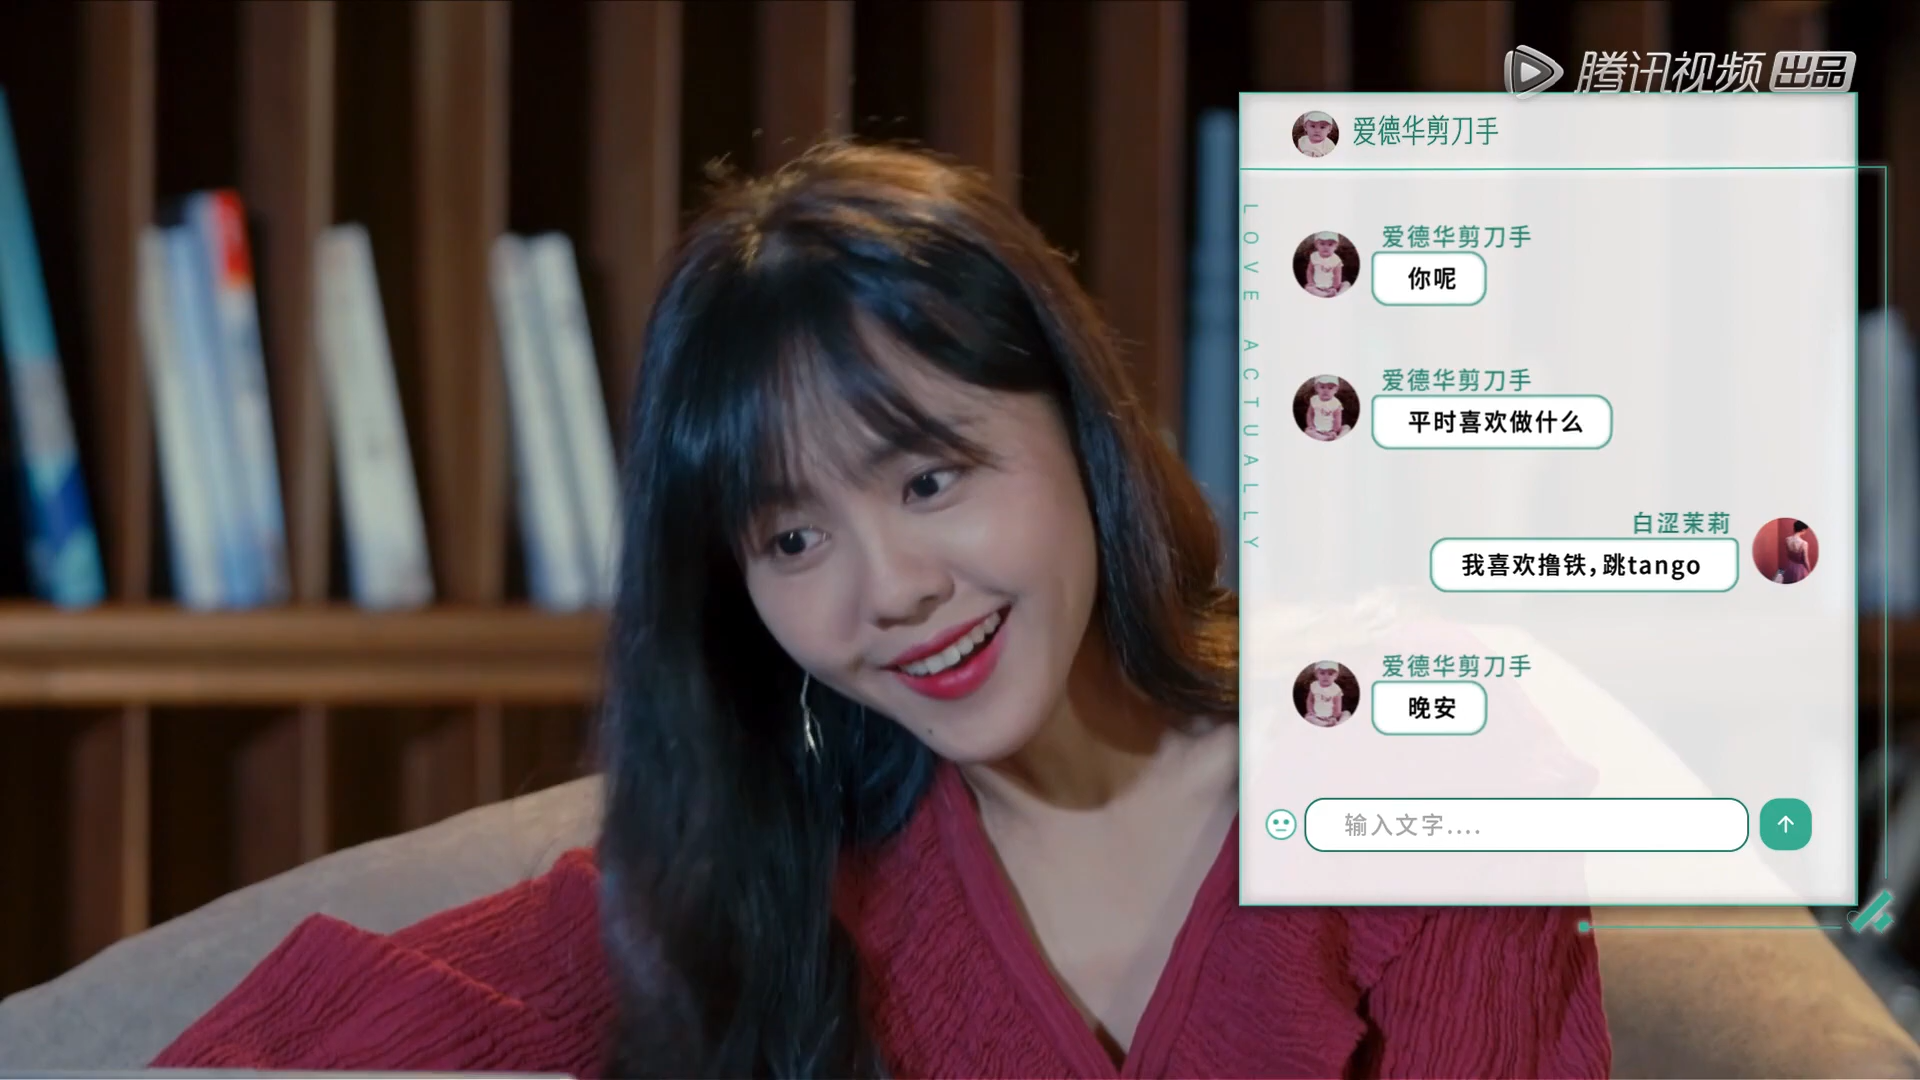 腾讯视频 出品
爱德华剪刀手
LOVE ACTUALLY
爱德华剪刀手
你呢
爱德华剪刀手
平时喜欢做什么
白涩茉莉
我喜欢撸铁，跳tango
爱德华剪刀手
晚安
输入文字....